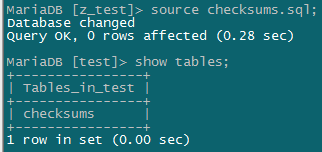 MariaDB [z_test]> source checksums.sql;
Database changed
Query OK, 0 rows affected (0.28 sec)
MariaDB [test]> show tables;
+----------------+
| Tables_in_test |
+----------------+
| checksums      |
+----------------+
1 row in set (0.00 sec)